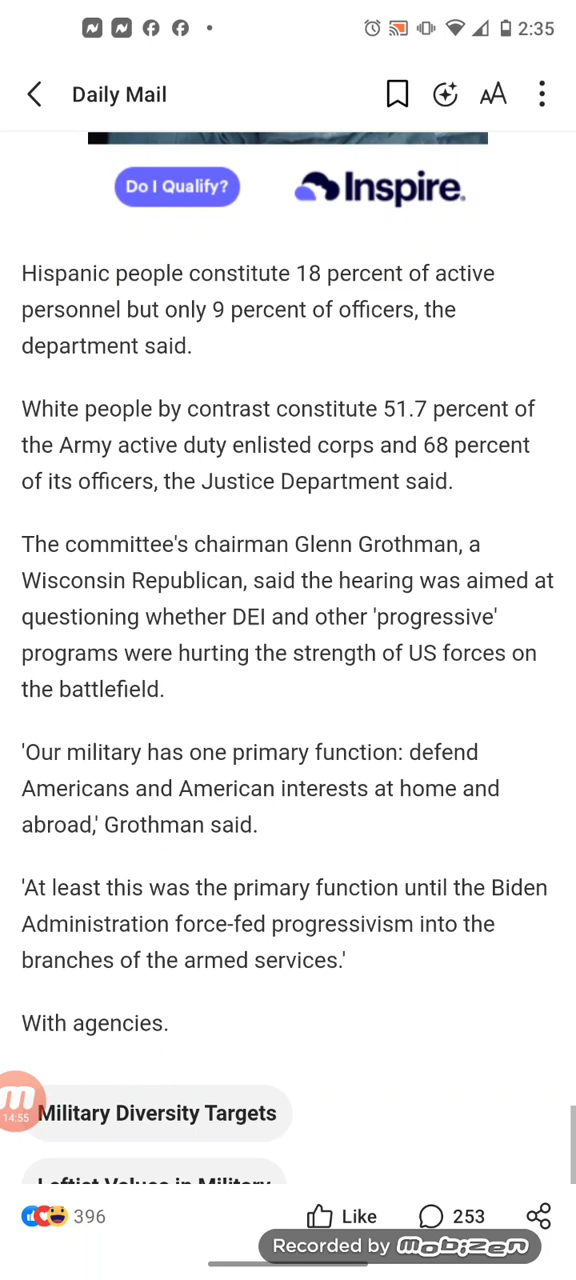 2:35
Daily Mail
AA
Do I Qualify?
Inspire.
Hispanic people constitute 18 percent of active
personnel but only 9 percent of officers, the
department said.
White people by contrast constitute 51.7 percent of
the Army active duty enlisted corps and 68 percent
of its officers, the Justice Department said.
The committee's chairman Glenn Grothman, a
Wisconsin Republican, said the hearing was aimed at
questioning whether DEI and other 'progressive'
programs were hurting the strength of US forces on
the battlefield.
'Our military has one primary function: defend
Americans and American interests at home and
abroad,' Grothman said.
'At least this was the primary function until the Biden
Administration force-fed progressivism into the
branches of the armed services.'
With agencies.
14:55
Military Diversity Targets
Leftist Values in Military
396
Like
253
Recorded by mobizen